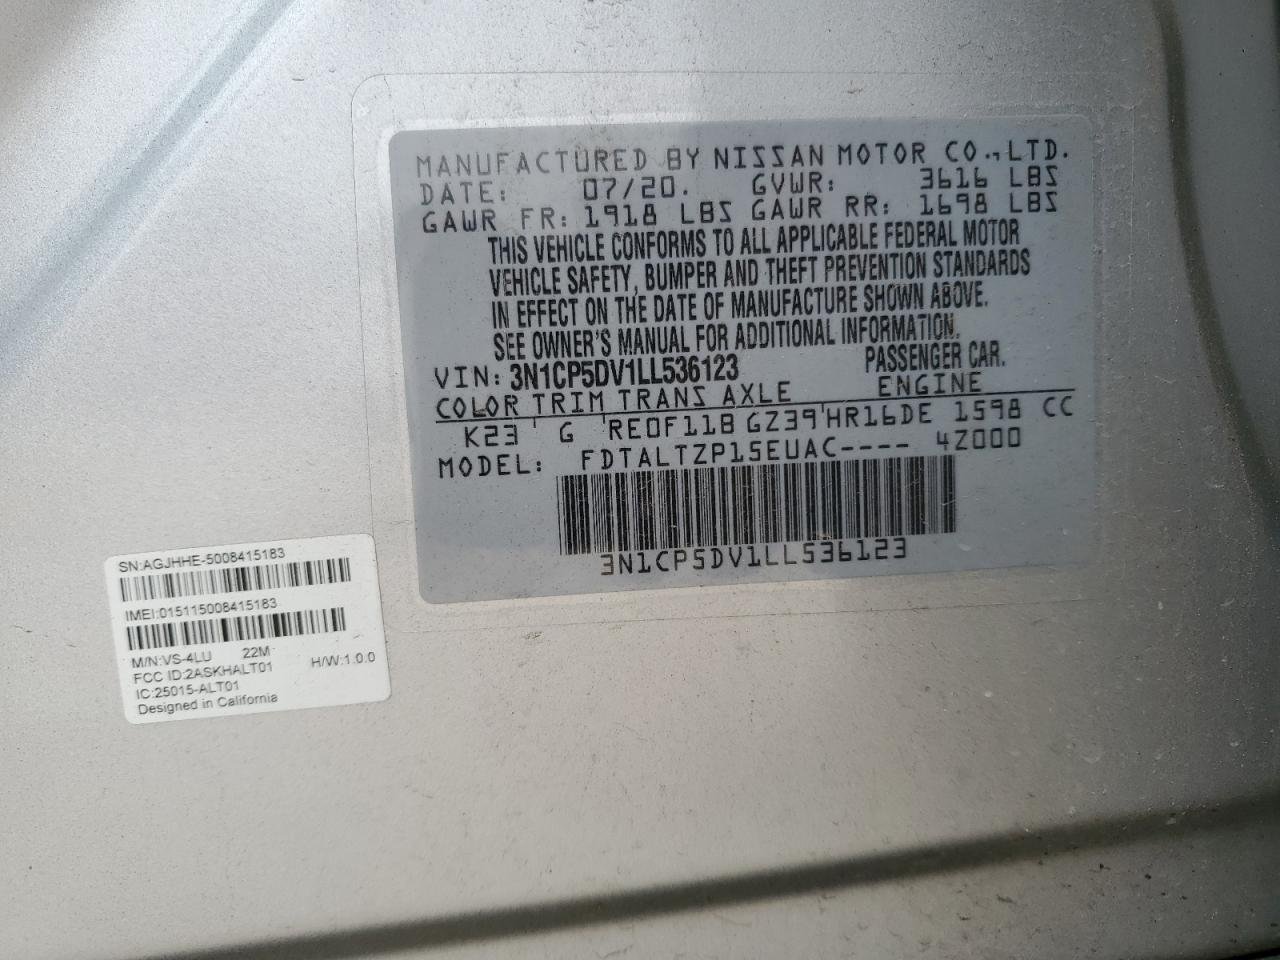 MANUFACTURED BY NISSAN MOTOR CO., LTD.
DATE: 07/20. GVWR: 3616 LBS
GAWR FR: 1918 LBS GAWR RR: 1698 LBS
THIS VEHICLE CONFORMS TO ALL APPLICABLE FEDERAL MOTOR
VEHICLE SAFETY, BUMPER AND THEFT PREVENTION STANDARDS
IN EFFECT ON THE DATE OF MANUFACTURE SHOWN ABOVE.
SEE OWNER'S MANUAL FOR ADDITIONAL INFORMATION.
VIN: 3N1CP5DV1LL536123 PASSENGER CAR.
COLOR TRIM TRANS AXLE ENGINE
K23 ' G 'RE0F11B GZ39'HR16DE 1598 CC
MODEL: FDTALTZP15EUAC---- 4Z000
3N1CP5DV1LL536123
SN:AGJHHE-5008415183
IMEI:015115008415183
M/N:VS-4LU 22M
FCC ID:2ASKHALT01 H/W:1.0.0
IC:25015-ALT01
Designed in California